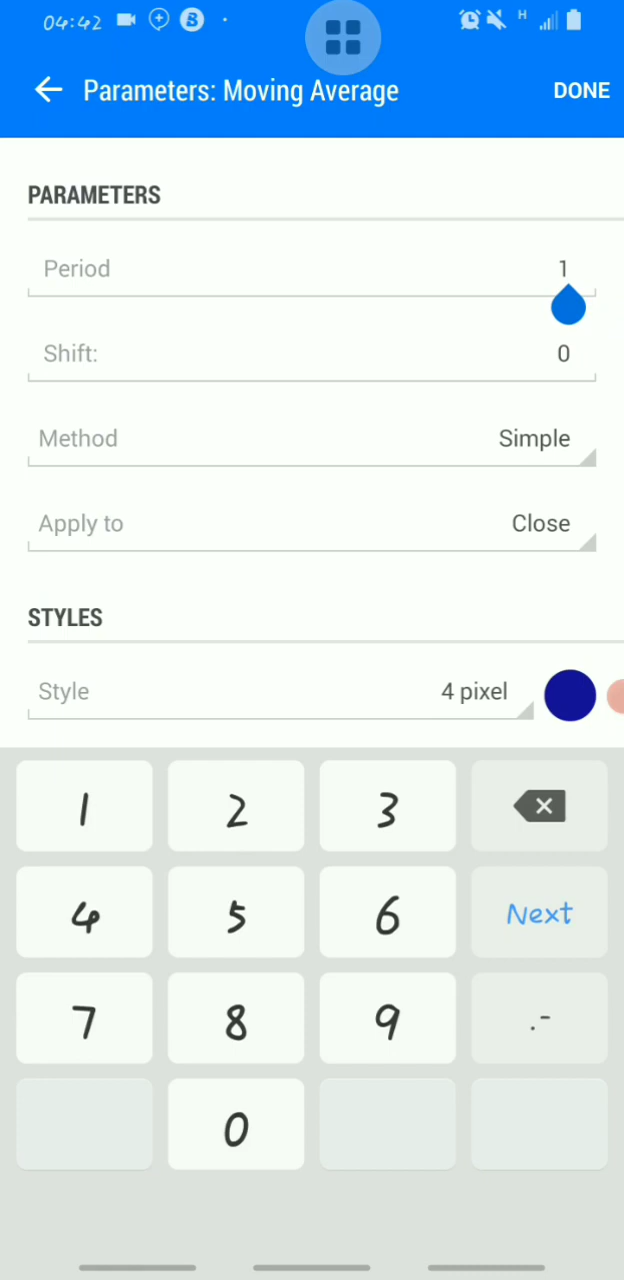 04:42 H
Parameters: Moving Average DONE
PARAMETERS
Period 1
Shift: 0
Method Simple
Apply to Close
STYLES
Style 4 pixel
1 2 3
4 5 6 Next
7 8 9 .-
0